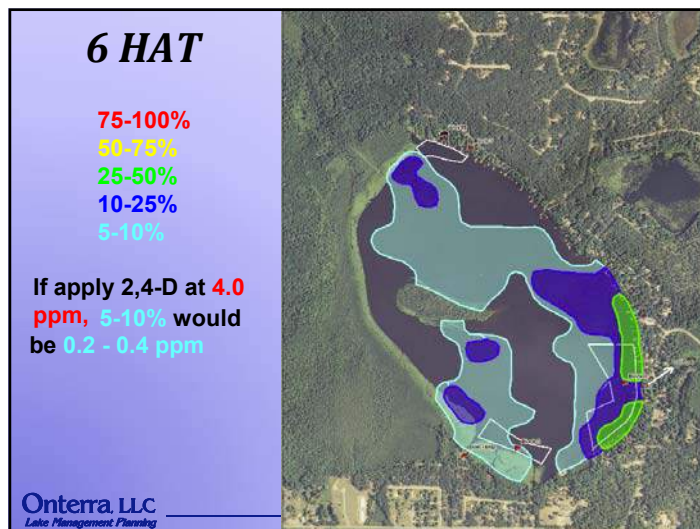 6 HAT
75-100%
50-75%
25-50%
10-25%
5-10%
If apply 2,4-D at 4.0
ppm, 5-10% would
be 0.2 - 0.4 ppm
Onterra, LLC
Lake Management Planning